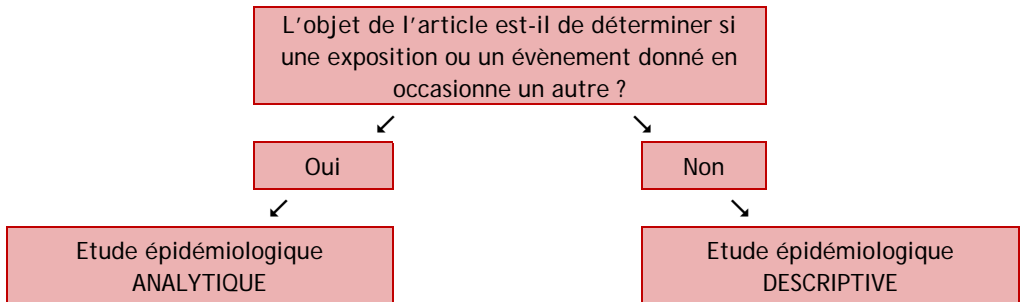 L'objet de l'article est-il de déterminer si
une exposition ou un évènement donné en
occasionne un autre ?
Oui
Non
Etude épidémiologique
ANALYTIQUE
Etude épidémiologique
DESCRIPTIVE